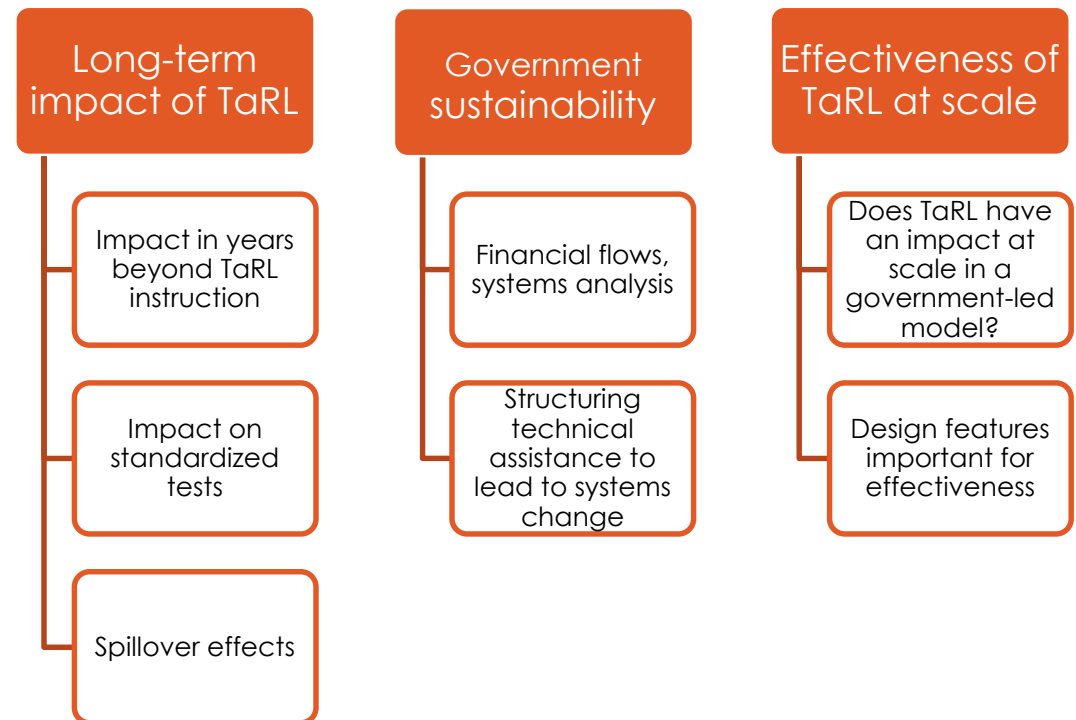 Long-term
impact of TaRL
Impact in years
beyond TaRL
instruction
Impact on
standardized
tests
Spillover effects
Government
sustainability
Financial flows,
systems analysis
Structuring
technical
assistance to
lead to systems
change
Effectiveness of
TaRL at scale
Does TaRL have
an impact at
scale in a
government-led
model?
Design features
important for
effectiveness